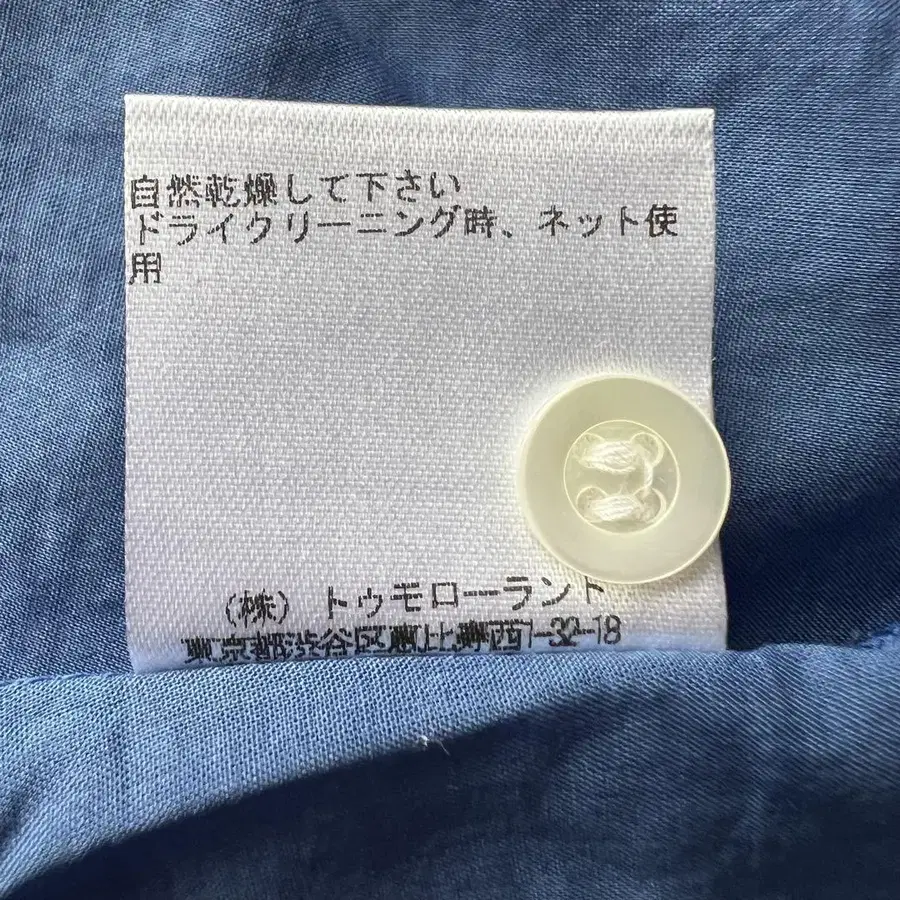 自然乾燥して下さい
ドライクリーニング時、ネット使
用
(株) トゥモローランド
東京都渋谷区恵比寿西1-32-18